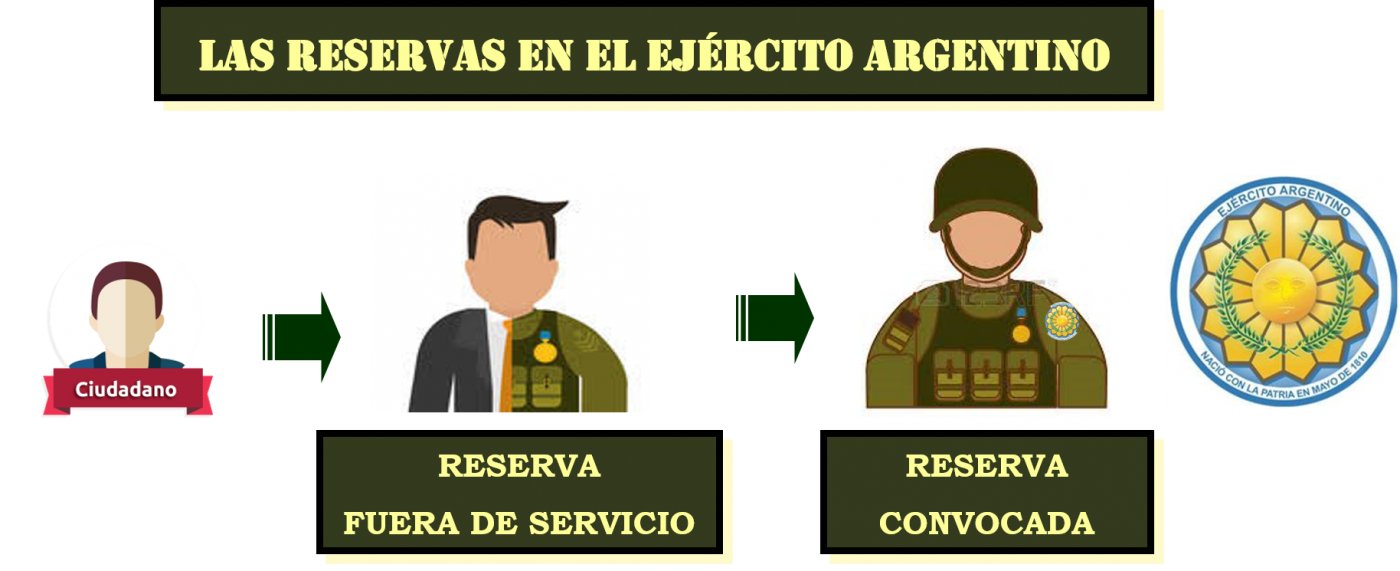 LAS RESERVAS EN EL EJÉRCITO ARGENTINO
EJÉRCITO ARGENTINO
Ciudadano
NACIÓ CON LA PATRIA EN MAYO DE 1810
RESERVA
FUERA DE SERVICIO
RESERVA
CONVOCADA